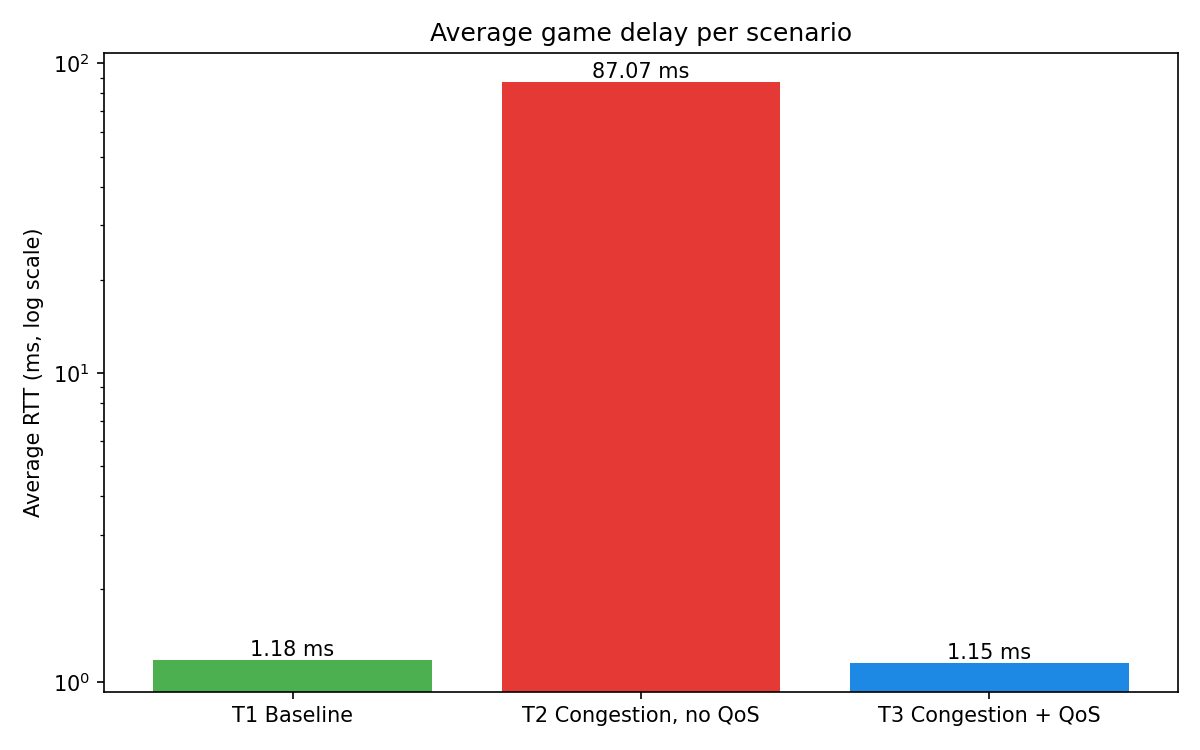 Average game delay per scenario
Average RTT (ms, log scale)
10²
10¹
10⁰
1.18 ms
87.07 ms
1.15 ms
T1 Baseline
T2 Congestion, no QoS
T3 Congestion + QoS